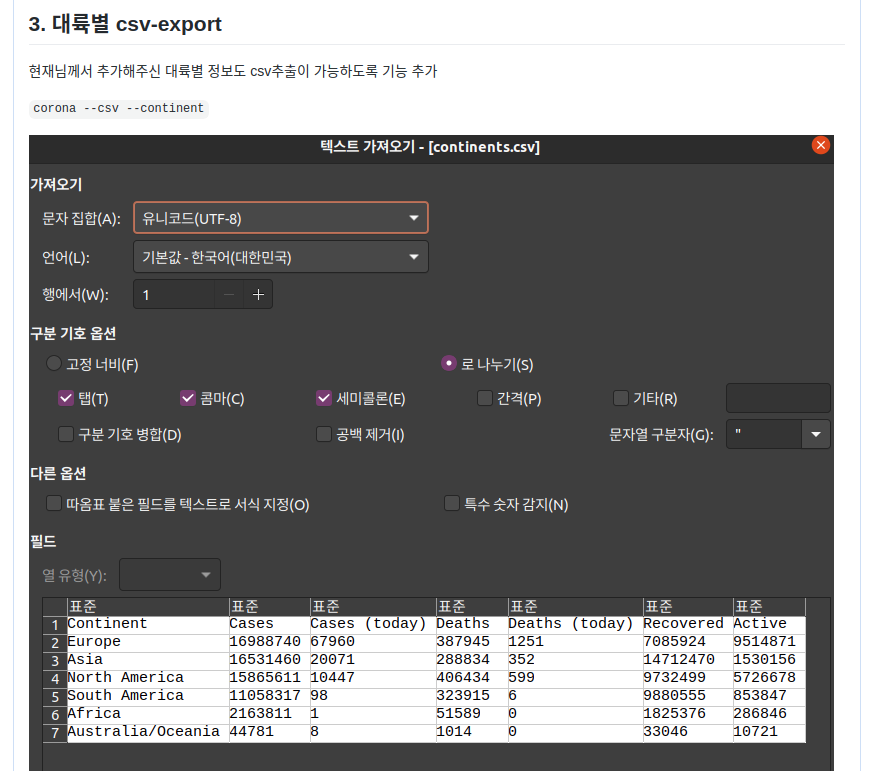 3. 대륙별 csv-export
현재님께서 추가해주신 대륙별 정보도 csv추출이 가능하도록 기능 추가
corona --csv --continent
텍스트 가져오기 - [continents.csv]
가져오기
문자 집합(A): 유니코드(UTF-8)
언어(L): 기본값 - 한국어(대한민국)
행에서(W): 1 − +
구분 기호 옵션
고정 너비(F) 로 나누기(S)
탭(T) 콤마(C) 세미콜론(E) 간격(P) 기타(R)
구분 기호 병합(D) 공백 제거(I) 문자열 구분자(G): "
다른 옵션
따옴표 붙은 필드를 텍스트로 서식 지정(O) 특수 숫자 감지(N)
필드
열 유형(Y):
표준 표준 표준 표준 표준 표준 표준
1 Continent Cases Cases (today) Deaths Deaths (today) Recovered Active
2 Europe 16988740 67960 387945 1251 7085924 9514871
3 Asia 16531460 20071 288834 352 14712470 1530156
4 North America 15865611 10447 406434 599 9732499 5726678
5 South America 11058317 98 323915 6 9880555 853847
6 Africa 2163811 1 51589 0 1825376 286846
7 Australia/Oceania 44781 8 1014 0 33046 10721